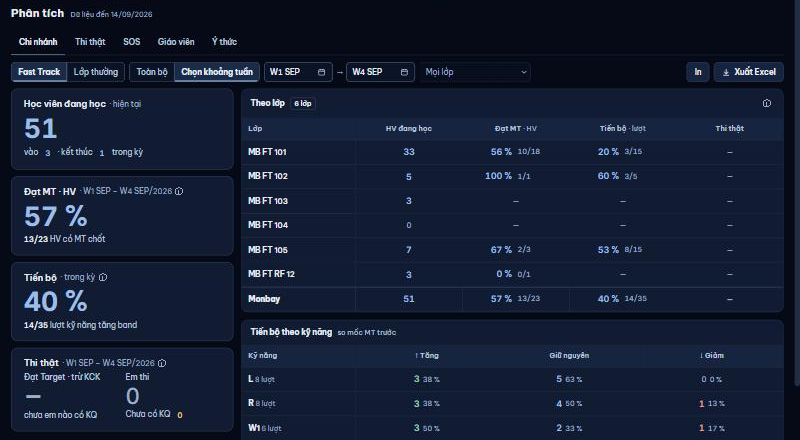 Phân tích Dữ liệu đến 14/09/2026
Chi nhánh Thi thật SOS Giáo viên Ý thức
Fast Track Lớp thường Toàn bộ Chọn khoảng tuần W1 SEP → W4 SEP Mọi lớp In Xuất Excel
Học viên đang học · hiện tại
51
vào 3 · kết thúc 1 trong kỳ
Đạt MT · HV · W1 SEP – W4 SEP/2026
57 %
13/23 HV có MT chốt
Tiến bộ · trong kỳ
40 %
14/35 lượt kỹ năng tăng band
Thi thật · W1 SEP – W4 SEP/2026
Đạt Target · trừ KCK Em thi
— 0
chưa em nào có KQ Chưa có KQ 0
Theo lớp 6 lớp
Lớp HV đang học Đạt MT · HV Tiến bộ · lượt Thi thật
MB FT 101 33 56 % 10/18 20 % 3/15 —
MB FT 102 5 100 % 1/1 60 % 3/5 —
MB FT 103 3 — — —
MB FT 104 0 — — —
MB FT 105 7 67 % 2/3 53 % 8/15 —
MB FT RF 12 3 0 % 0/1 — —
Monbay 51 57 % 13/23 40 % 14/35 —
Tiến bộ theo kỹ năng so mốc MT trước
Kỹ năng ↑ Tăng Giữ nguyên ↓ Giảm
L 8 lượt 3 38 % 5 63 % 0 0 %
R 8 lượt 3 38 % 4 50 % 1 13 %
W1 6 lượt 3 50 % 2 33 % 1 17 %